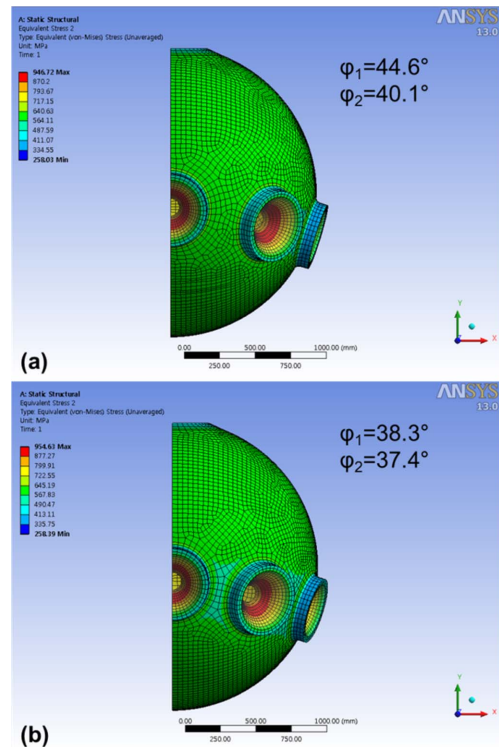 A: Static Structural
Equivalent Stress 2
Type: Equivalent (von-Mises) Stress (Unaveraged)
Unit: MPa
Time: 1
946.72 Max
870.2
793.67
717.15
640.63
564.11
487.59
411.07
334.55
258.03 Min
ANSYS
13.0
φ1=44.6°
φ2=40.1°
Y
X
0.00 500.00 1000.00 (mm)
250.00 750.00
(a)
A: Static Structural
Equivalent Stress 2
Type: Equivalent (von-Mises) Stress (Unaveraged)
Unit: MPa
Time: 1
954.63 Max
877.27
799.91
722.55
645.19
567.83
490.47
413.11
335.75
258.39 Min
ANSYS
13.0
φ1=38.3°
φ2=37.4°
Y
X
0.00 500.00 1000.00 (mm)
250.00 750.00
(b)